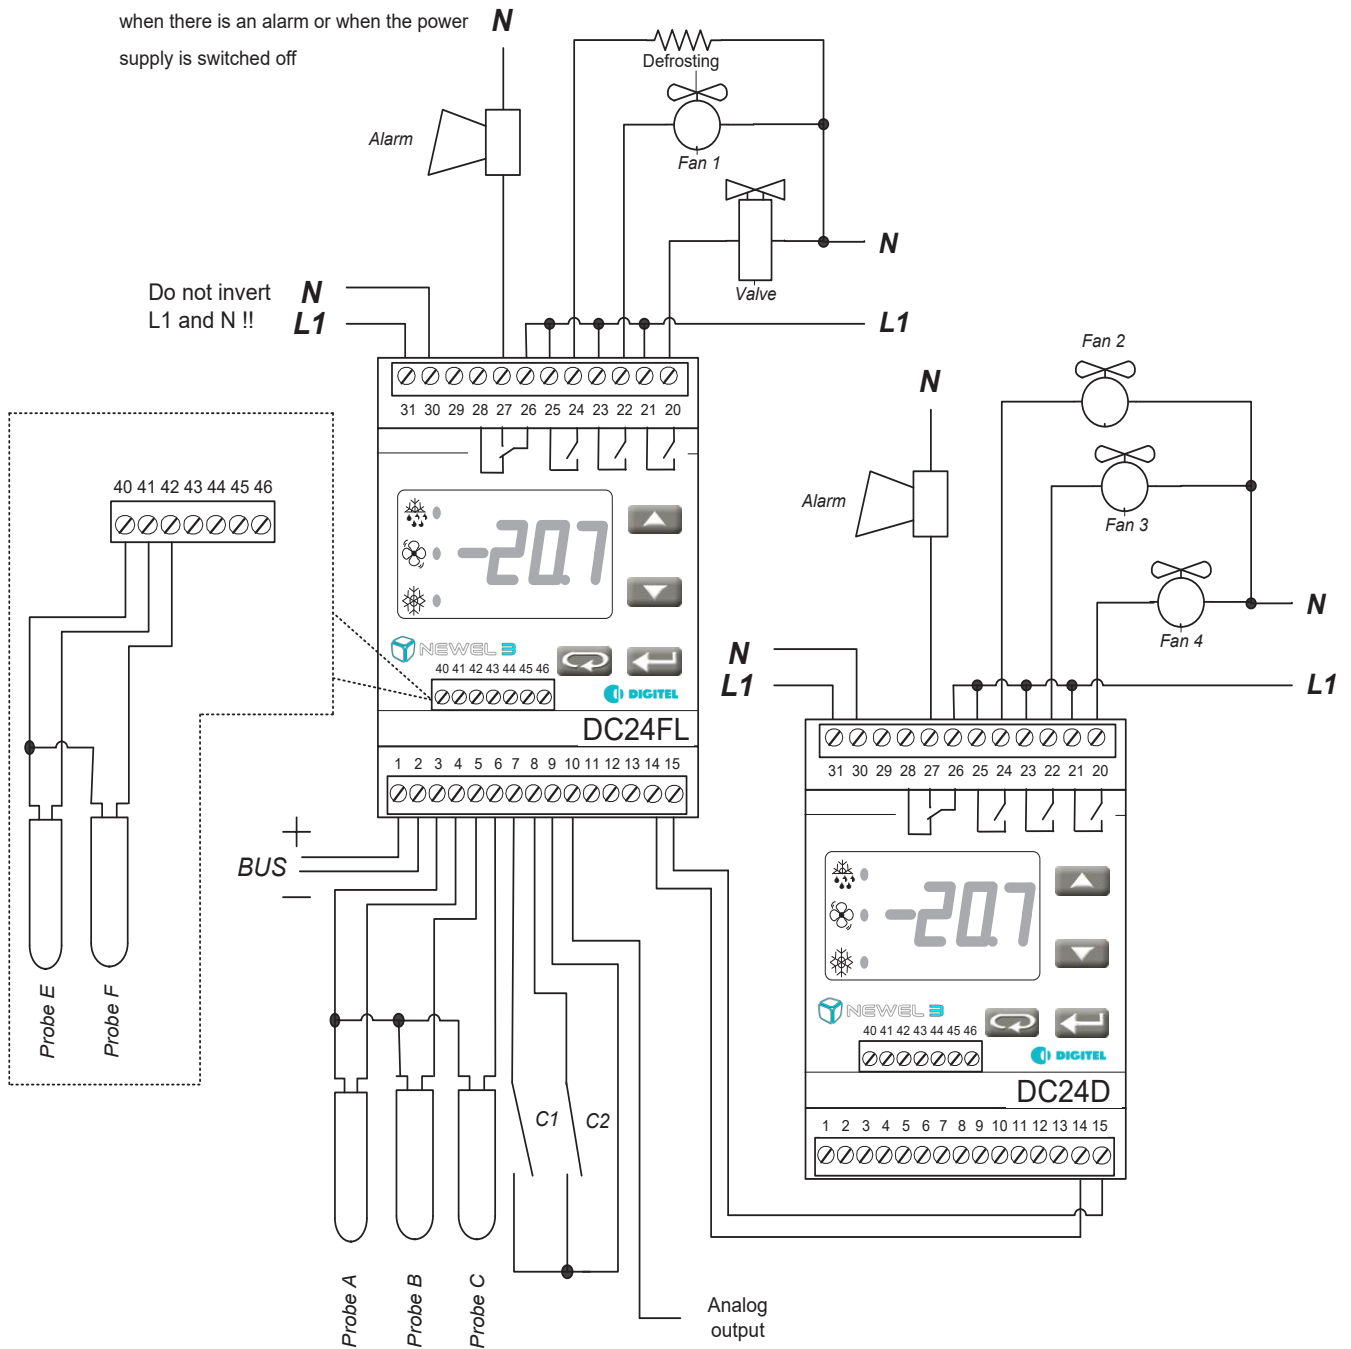 when there is an alarm or when the power
supply is switched off
N
Defrosting
Alarm
Fan 1
N
Valve
Do not invert
L1 and N !!
N
L1
L1
31 30 29 28 27 26 25 24 23 22 21 20
Fan 2
N
Alarm
Fan 3
N
Fan 4
40 41 42 43 44 45 46
-20.7
NEWEL 3
40 41 42 43 44 45 46
DIGITEL
DC24FL
N
L1
L1
1 2 3 4 5 6 7 8 9 10 11 12 13 14 15
31 30 29 28 27 26 25 24 23 22 21 20
+
BUS
—
-20.7
Probe E
Probe F
NEWEL 3
40 41 42 43 44 45 46
DIGITEL
DC24D
C1
C2
1 2 3 4 5 6 7 8 9 10 11 12 13 14 15
Probe A
Probe B
Probe C
Analog
output